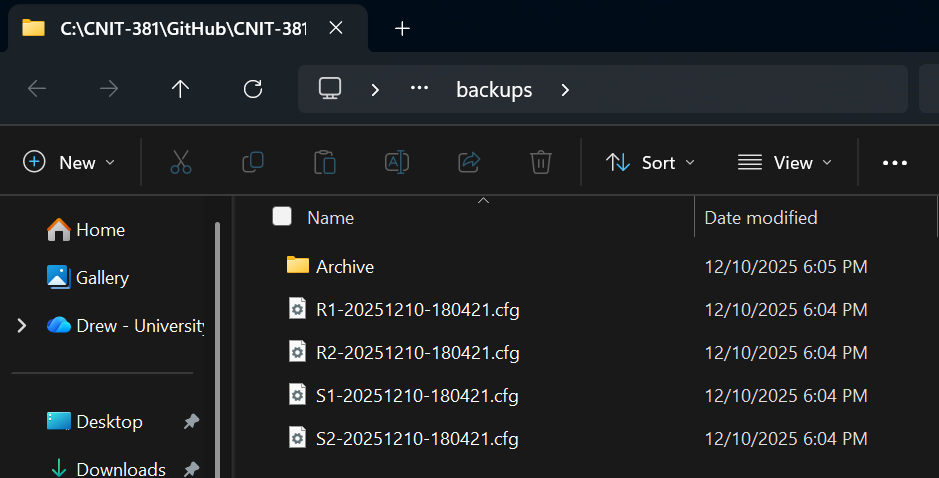 C:\CNIT-381\GitHub\CNIT-381
backups
New
Sort
View
Name
Date modified
Home
Gallery
Drew - University
Desktop
Downloads
Archive 12/10/2025 6:05 PM
R1-20251210-180421.cfg 12/10/2025 6:04 PM
R2-20251210-180421.cfg 12/10/2025 6:04 PM
S1-20251210-180421.cfg 12/10/2025 6:04 PM
S2-20251210-180421.cfg 12/10/2025 6:04 PM